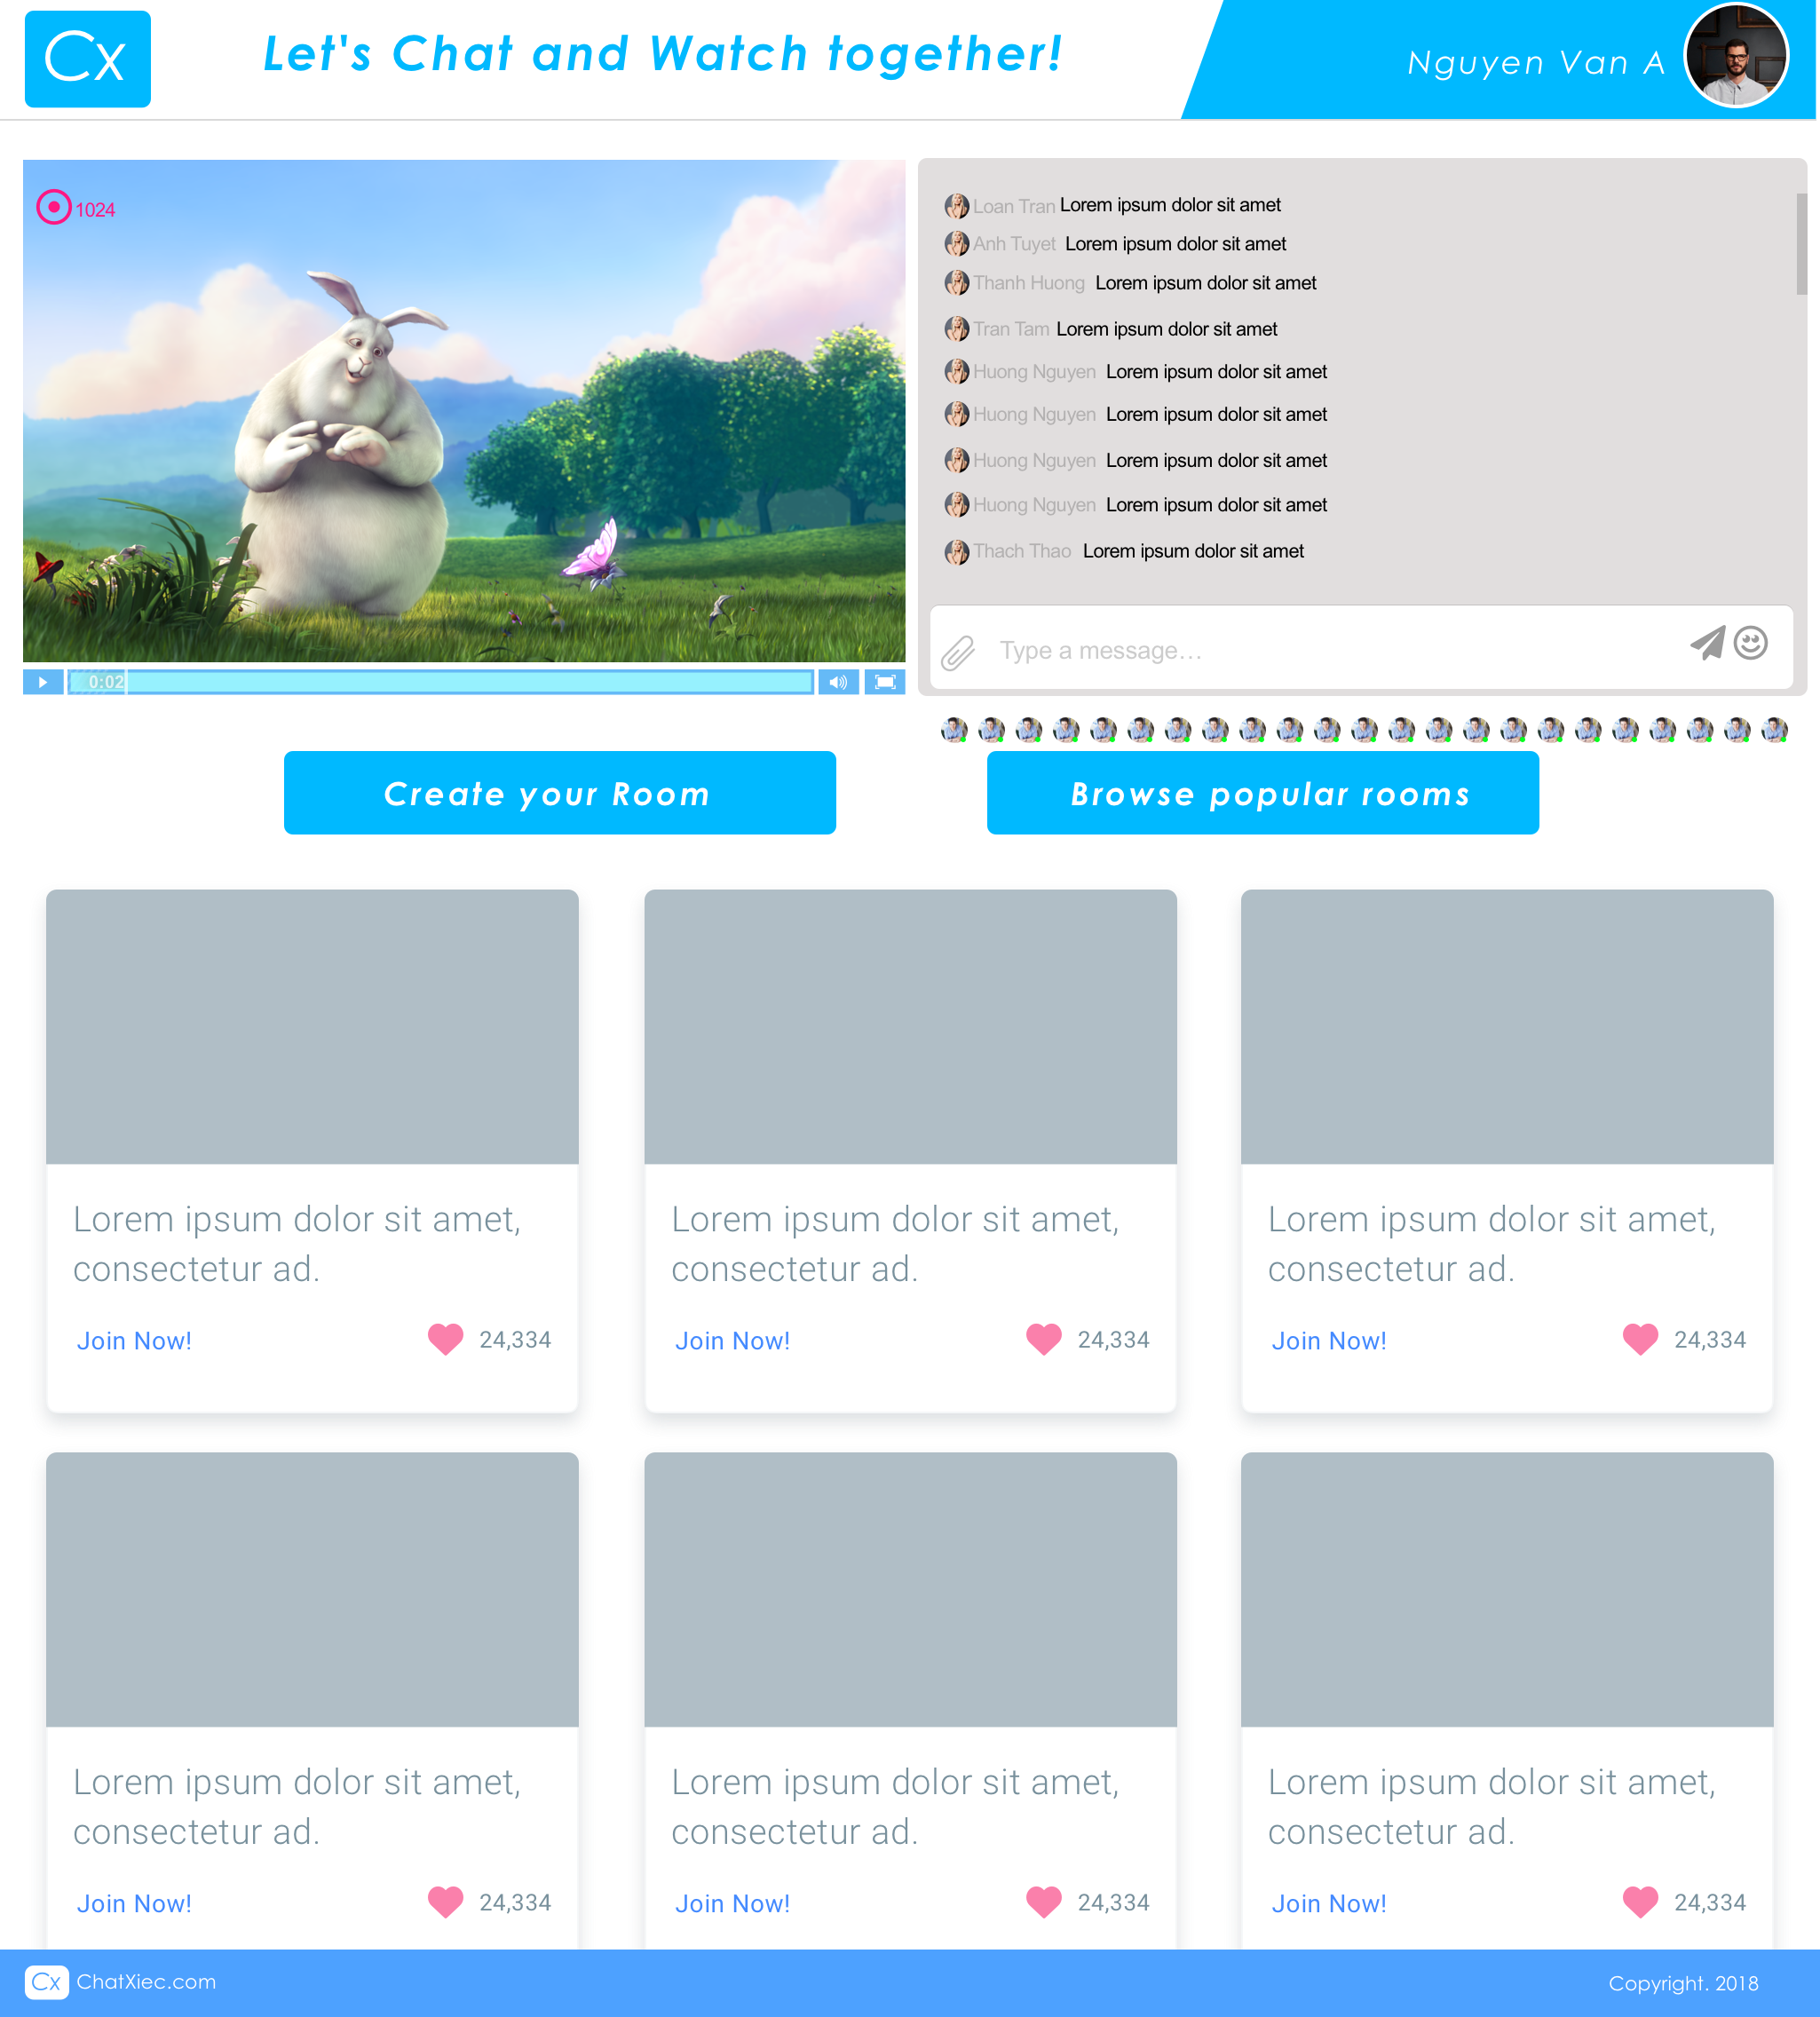 Cx
Let's Chat and Watch together!
Nguyen Van A
1024
Loan Tran Lorem ipsum dolor sit amet
Anh Tuyet Lorem ipsum dolor sit amet
Thanh Huong Lorem ipsum dolor sit amet
Tran Tam Lorem ipsum dolor sit amet
Huong Nguyen Lorem ipsum dolor sit amet
Huong Nguyen Lorem ipsum dolor sit amet
Huong Nguyen Lorem ipsum dolor sit amet
Huong Nguyen Lorem ipsum dolor sit amet
Thach Thao Lorem ipsum dolor sit amet
Type a message...
0:02
Create your Room
Browse popular rooms
Lorem ipsum dolor sit amet,
consectetur ad.
Join Now! 24,334
Lorem ipsum dolor sit amet,
consectetur ad.
Join Now! 24,334
Lorem ipsum dolor sit amet,
consectetur ad.
Join Now! 24,334
Lorem ipsum dolor sit amet,
consectetur ad.
Join Now! 24,334
Lorem ipsum dolor sit amet,
consectetur ad.
Join Now! 24,334
Lorem ipsum dolor sit amet,
consectetur ad.
Join Now! 24,334
Cx ChatXiec.com
Copyright. 2018